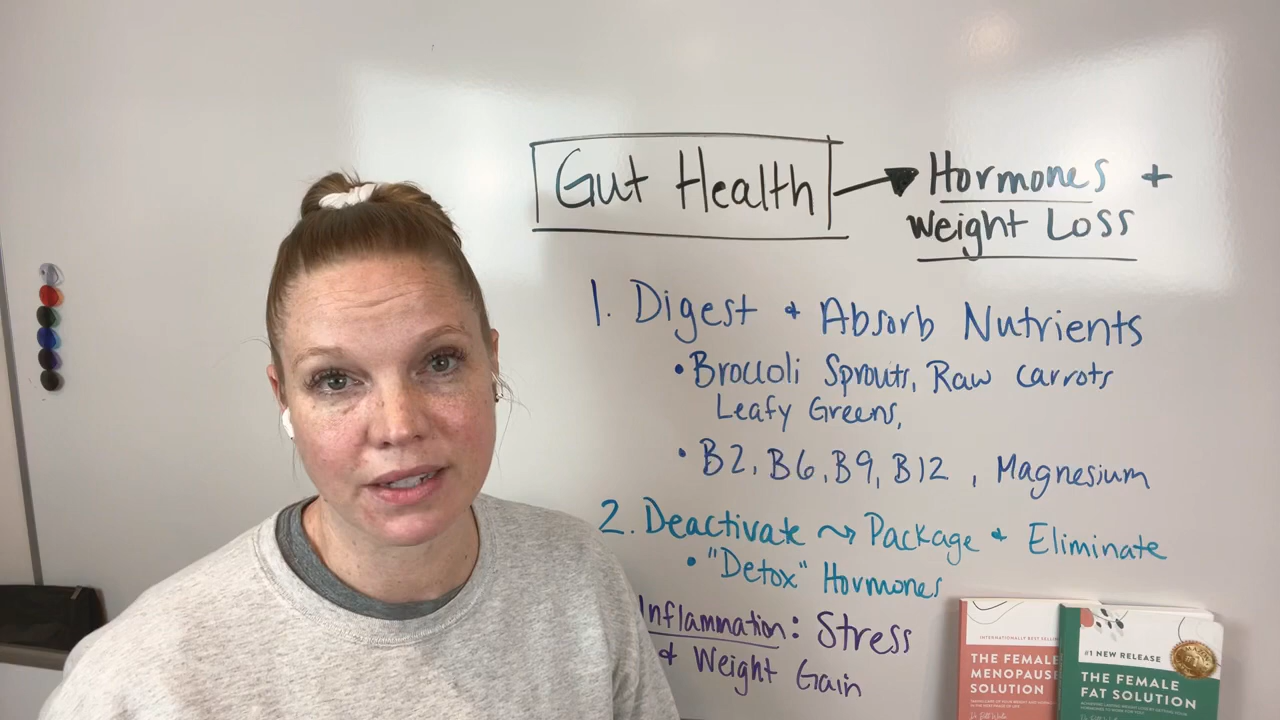 Gut Health
Hormones +
Weight Loss
1. Digest + Absorb Nutrients
• Broccoli Sprouts, Raw Carrots
Leafy Greens,
• B2, B6, B9, B12 , Magnesium
2. Deactivate ⤳ Package + Eliminate
• "Detox" Hormones
Inflammation: Stress
+ Weight Gain
INTERNATIONALLY BEST
THE FEMALE
MENOPAUSE
SOLUTION
#1 NEW RELEASE
THE FEMALE
FAT SOLUTION